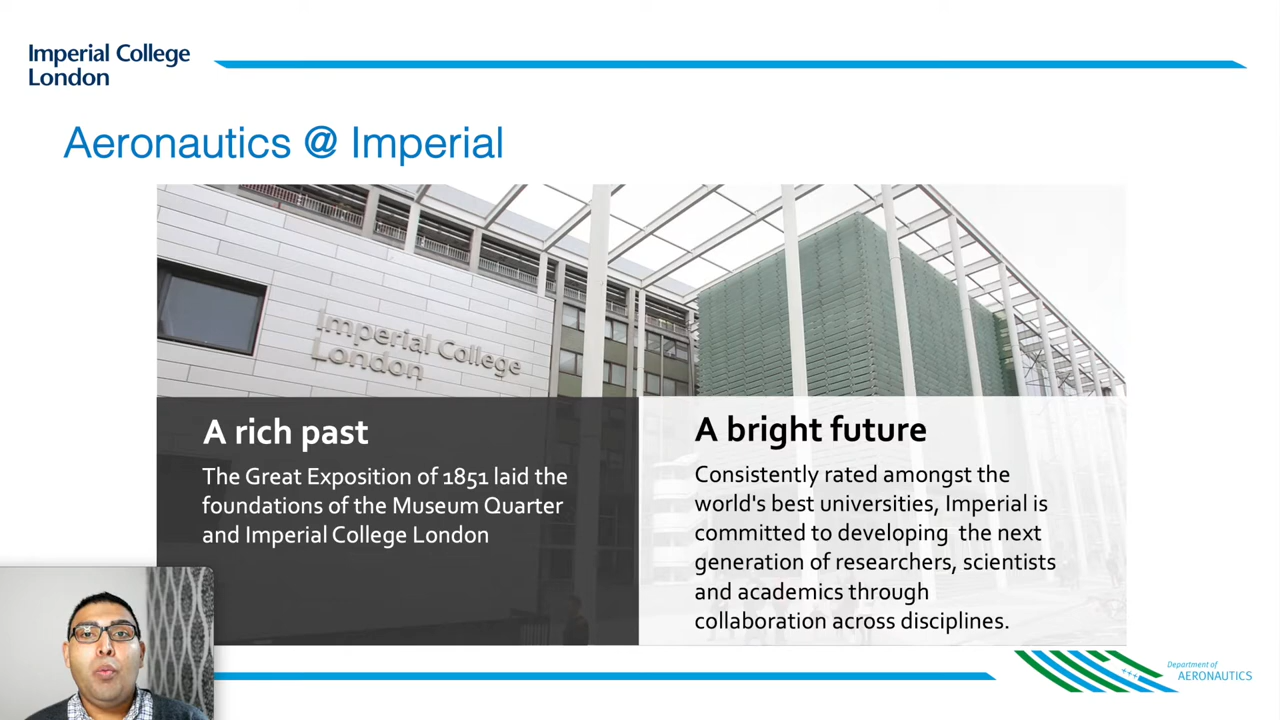 Imperial College
London
Aeronautics @ Imperial
Imperial College
London
A rich past
The Great Exposition of 1851 laid the
foundations of the Museum Quarter
and Imperial College London
A bright future
Consistently rated amongst the
world's best universities, Imperial is
committed to developing the next
generation of researchers, scientists
and academics through
collaboration across disciplines.
Department of
AERONAUTICS